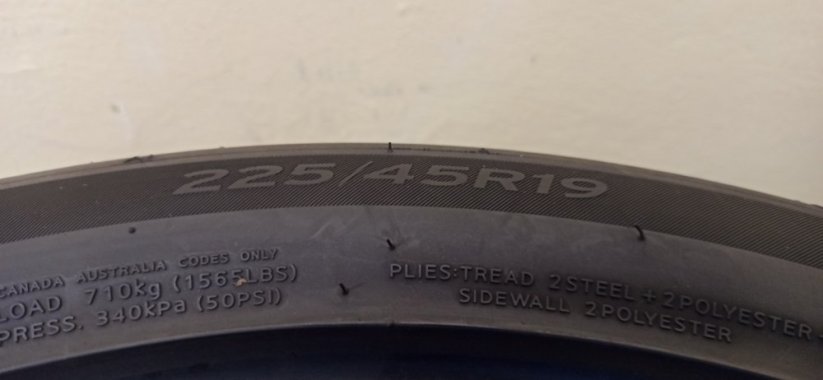 225/45R19
CANADA AUSTRALIA CODES ONLY
LOAD 710kg (1565LBS)
PRESS. 340kPa (50PSI)
PLIES:TREAD 2STEEL+2POLYESTER+
SIDEWALL 2POLYESTER